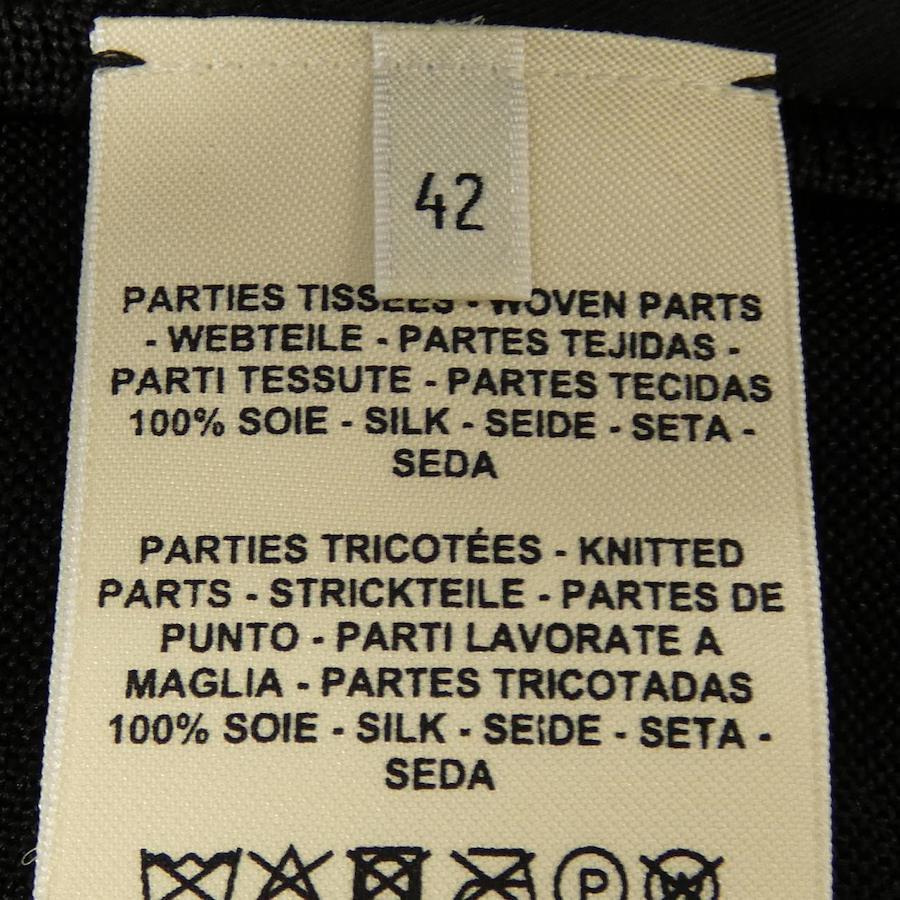 42
PARTIES TISSÉES - WOVEN PARTS
- WEBTEILE - PARTES TEJIDAS -
PARTI TESSUTE - PARTES TECIDAS
100% SOIE - SILK - SEIDE - SETA -
SEDA
PARTIES TRICOTÉES - KNITTED
PARTS - STRICKTEILE - PARTES DE
PUNTO - PARTI LAVORATE A
MAGLIA - PARTES TRICOTADAS
100% SOIE - SILK - SEIDE - SETA -
SEDA
P W